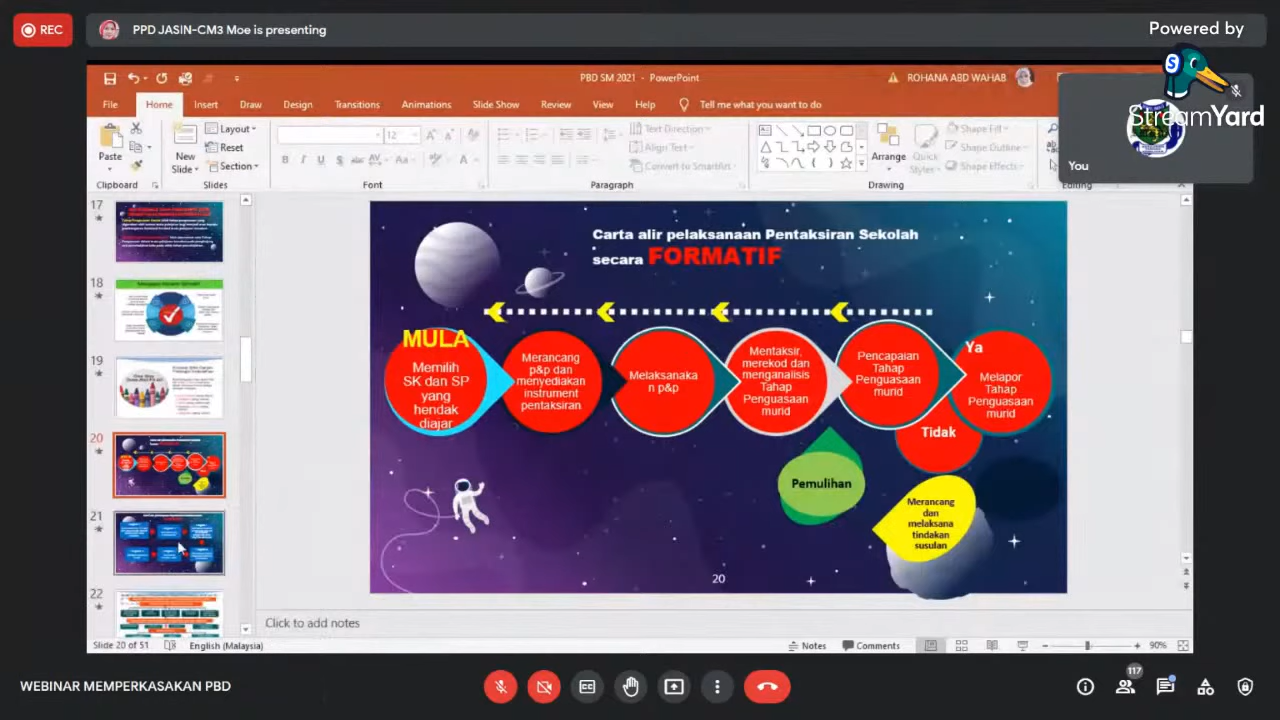 REC
PPD JASIN-CM3 Moe is presenting
Powered by
StreamYard
You
PBD SM 2021 - PowerPoint
ROHANA ABD WAHAB
File Home Insert Draw Design Transitions Animations Slide Show Review View Help Tell me what you want to do
Paste
New
Slide
Layout
Reset
Section
12
B I U S
Text Direction
Align Text
Convert to SmartArt
Arrange
Quick
Styles
Shape Fill
Shape Outline
Shape Effects
Clipboard Slides Font Paragraph Drawing Editing
17
18
19
20
21
22
Carta alir pelaksanaan Pentaksiran Sekolah
secara FORMATIF
MULA
Memilih
SK dan SP
yang
hendak
diajar
Merancang
p&p dan
menyediakan
instrument
pentaksiran
Melaksanaka
n p&p
Mentaksir,
merekod dan
menganalisis
Tahap
Penguasaan
murid
Pencapaian
Tahap
Penguasaan
murid
Ya
Melapor
Tahap
Penguasaan
murid
Tidak
Pemulihan
Merancang
dan
melaksana
tindakan
susulan
20
Click to add notes
Slide 20 of 51 English (Malaysia)
Notes Comments 90%
WEBINAR MEMPERKASAKAN PBD
117